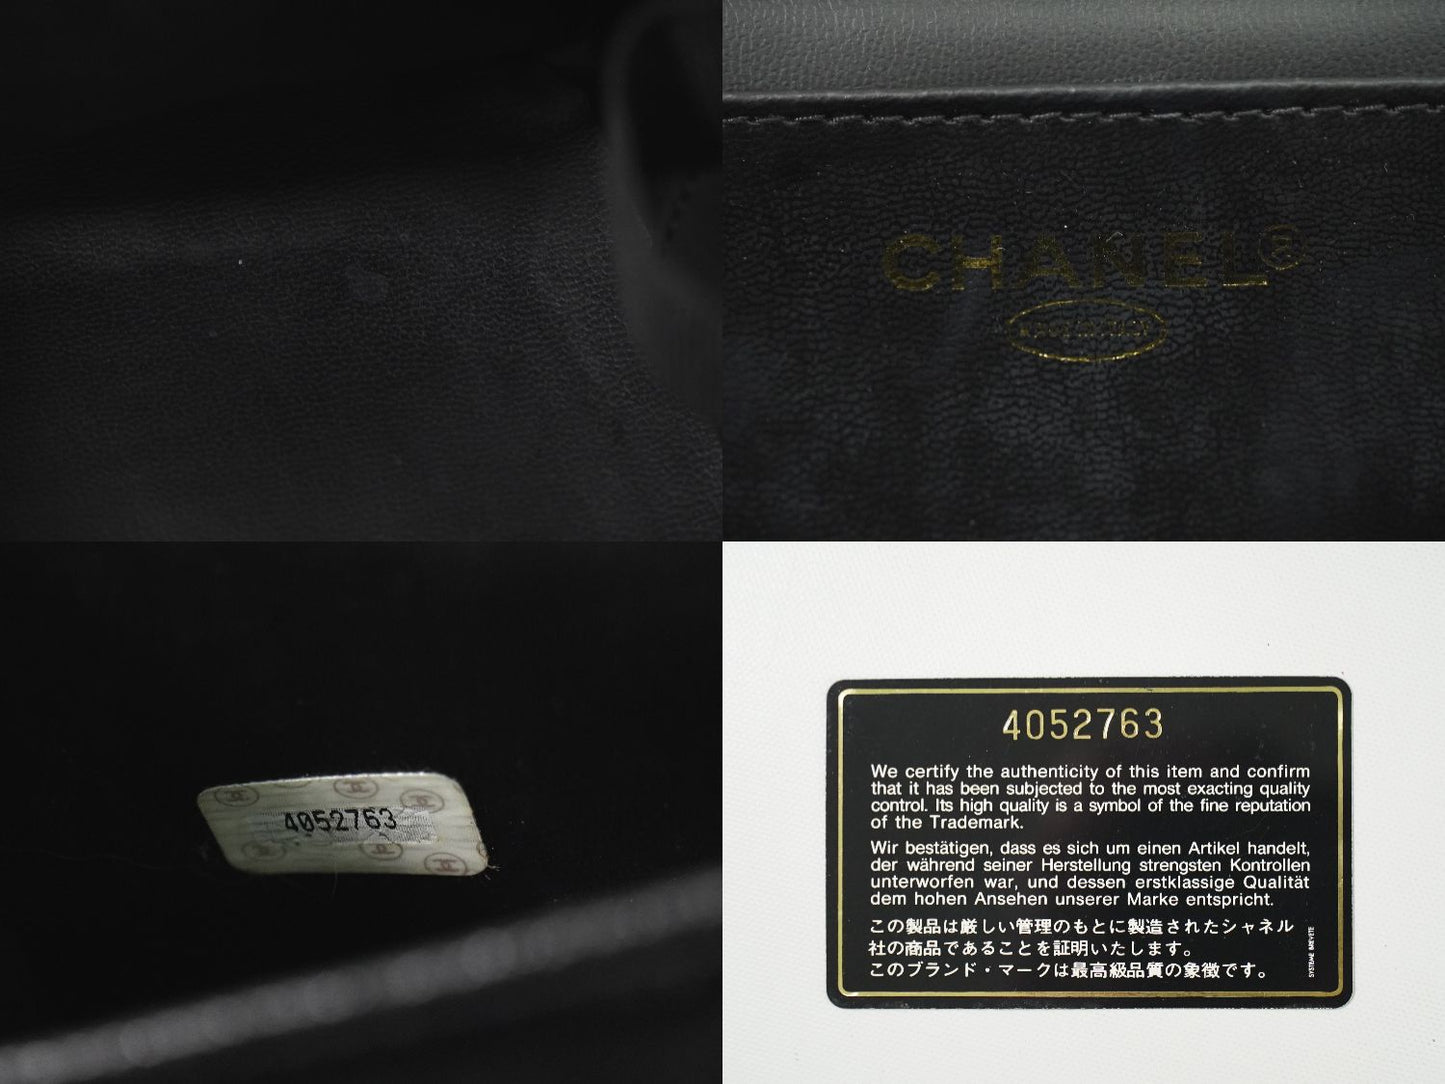 CHANEL®
4052763
4052763
We certify the authenticity of this item and confirm
that it has been subjected to the most exacting quality
control. Its high quality is a symbol of the fine reputation
of the Trademark.
Wir bestätigen, dass es sich um einen Artikel handelt,
der während seiner Herstellung strengsten Kontrollen
unterworfen war, und dessen erstklassige Qualität
dem hohen Ansehen unserer Marke entspricht.
この製品は厳しい管理のもとに製造されたシャネル
社の商品であることを証明いたします。
このブランド・マークは最高級品質の象徴です。
SYSTEME BREVETE